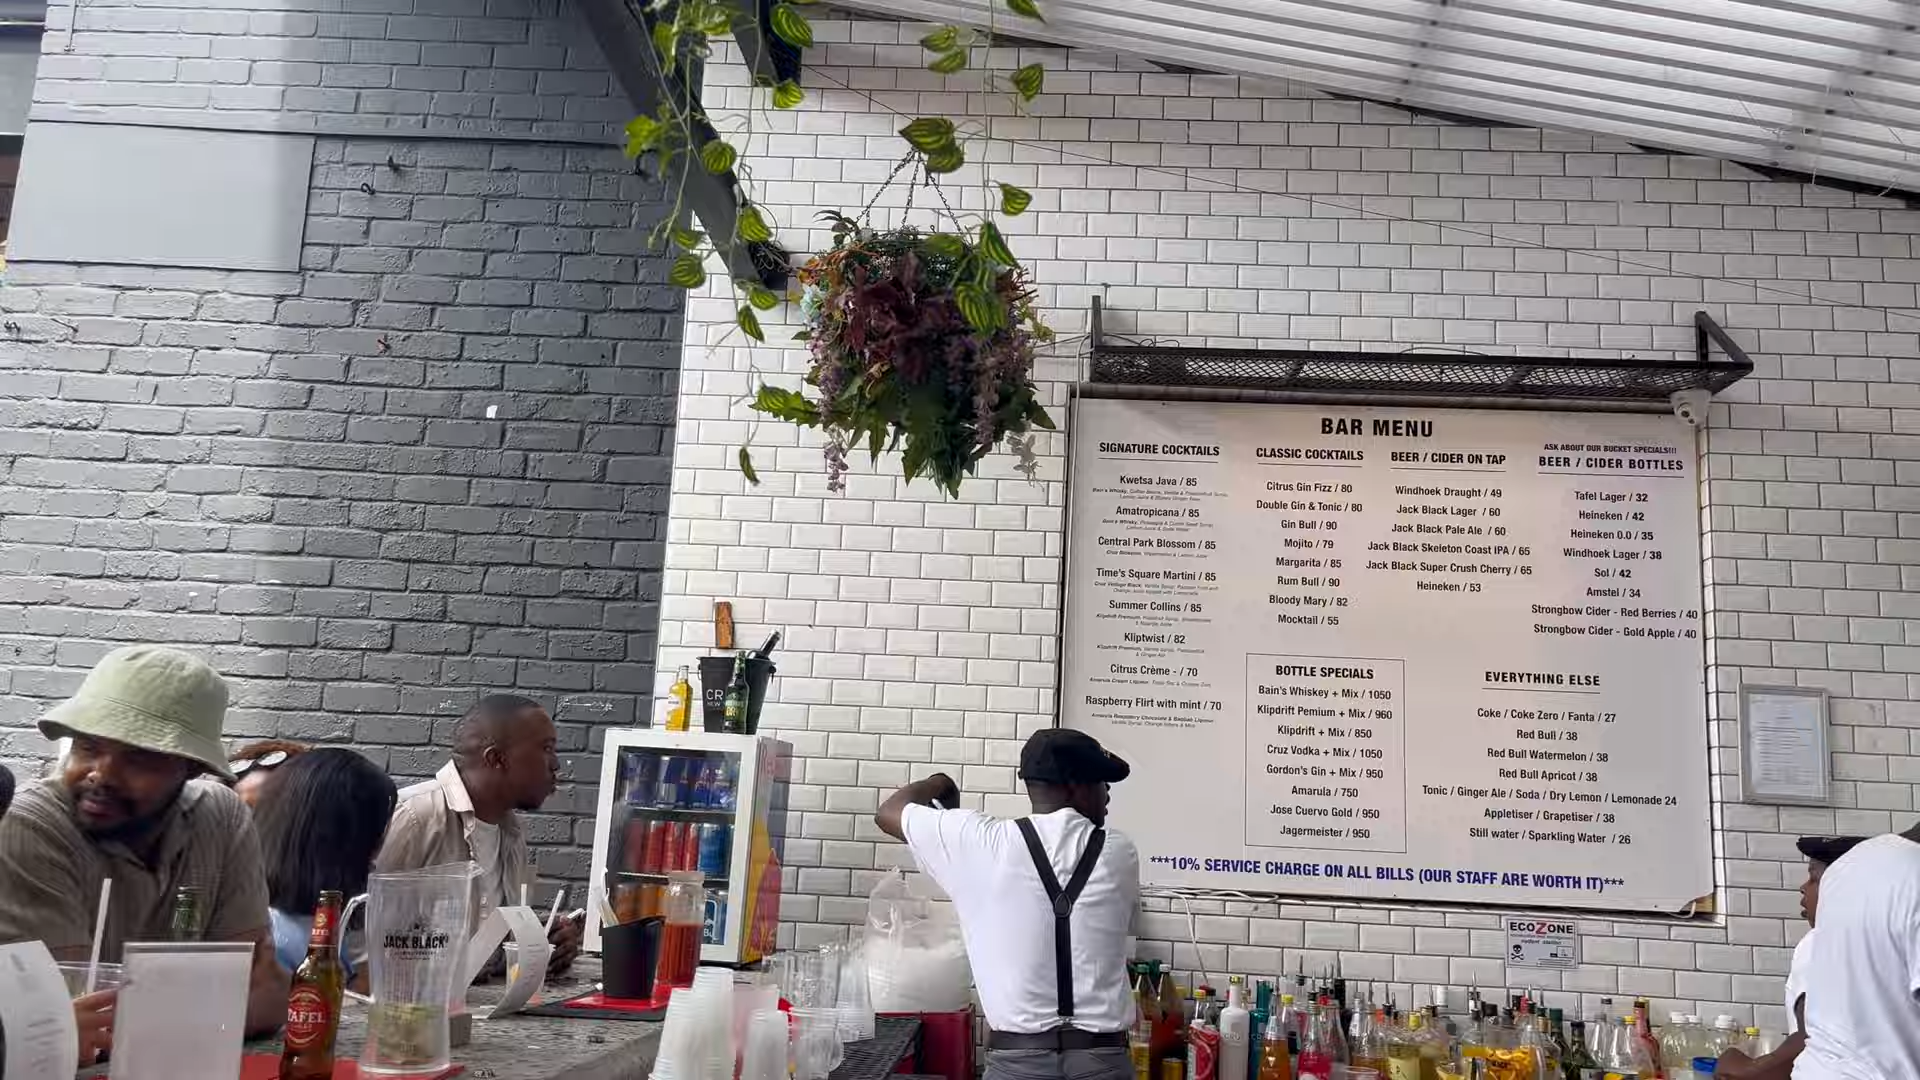 BAR MENU
SIGNATURE COCKTAILS
Kwetsa Java / 85
Amatropicana / 85
Central Park Blossom / 85
Time's Square Martini / 85
Summer Collins / 85
Kliptwist / 82
Citrus Crème - / 70
Raspberry Flirt with mint / 70
CLASSIC COCKTAILS
Citrus Gin Fizz / 80
Double Gin & Tonic / 80
Gin Bull / 90
Mojito / 79
Margarita / 85
Rum Bull / 90
Bloody Mary / 82
Mocktail / 55
BEER / CIDER ON TAP
Windhoek Draught / 49
Jack Black Lager / 60
Jack Black Pale Ale / 60
Jack Black Skeleton Coast IPA / 65
Jack Black Super Crush Cherry / 65
Heineken / 53
ASK ABOUT OUR BUCKET SPECIALS!!!
BEER / CIDER BOTTLES
Tafel Lager / 32
Heineken / 42
Heineken 0.0 / 35
Windhoek Lager / 38
Sol / 42
Amstel / 34
Strongbow Cider - Red Berries / 40
Strongbow Cider - Gold Apple / 40
BOTTLE SPECIALS
Bain's Whiskey + Mix / 1050
Klipdrift Pemium + Mix / 960
Klipdrift + Mix / 850
Cruz Vodka + Mix / 1050
Gordon's Gin + Mix / 950
Amarula / 750
Jose Cuervo Gold / 950
Jagermeister / 950
EVERYTHING ELSE
Coke / Coke Zero / Fanta / 27
Red Bull / 38
Red Bull Watermelon / 38
Red Bull Apricot / 38
Tonic / Ginger Ale / Soda / Dry Lemon / Lemonade 24
Appletiser / Grapetiser / 38
Still water / Sparkling Water / 26
***10% SERVICE CHARGE ON ALL BILLS (OUR STAFF ARE WORTH IT)***
ECOZONE
JACK BLACK
TAFEL
CR